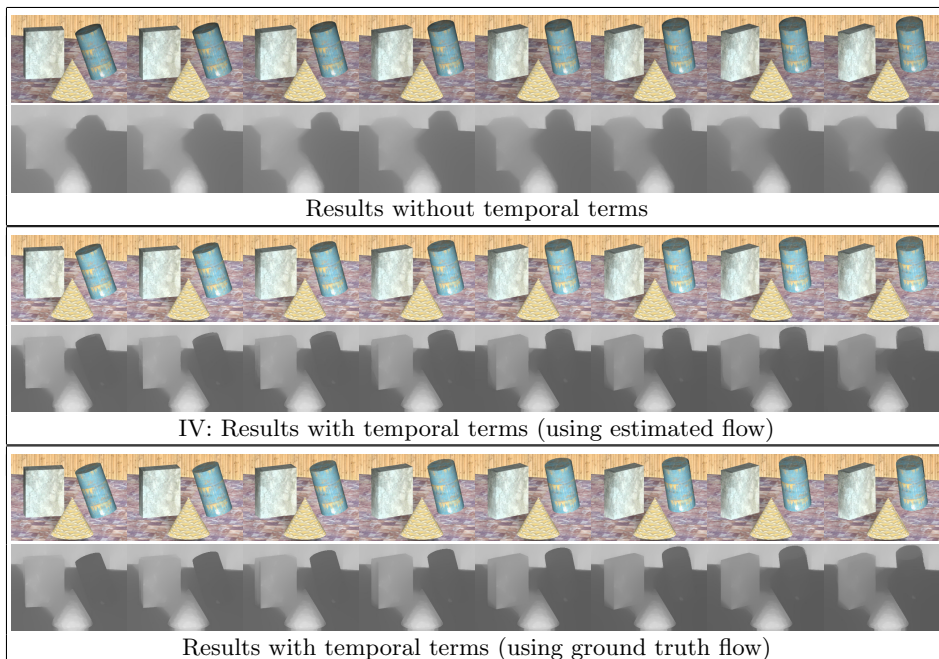 Results without temporal terms
IV: Results with temporal terms (using estimated flow)
Results with temporal terms (using ground truth flow)